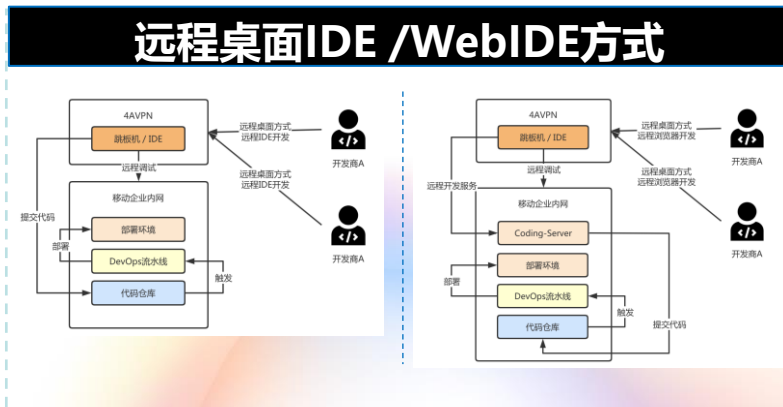 远程桌面IDE /WebIDE方式
4AVPN
跳板机 / IDE
远程桌面方式
远程IDE开发
开发商A
远程调试
远程桌面方式
远程IDE开发
移动企业内网
提交代码
部署环境
部署
DevOps流水线
触发
代码仓库
开发商A
4AVPN
跳板机 / IDE
远程桌面方式
远程浏览器开发
开发商A
远程调试
远程桌面方式
远程浏览器开发
远程开发服务
移动企业内网
Coding-Server
部署环境
部署
DevOps流水线
触发
提交代码
代码仓库
开发商A